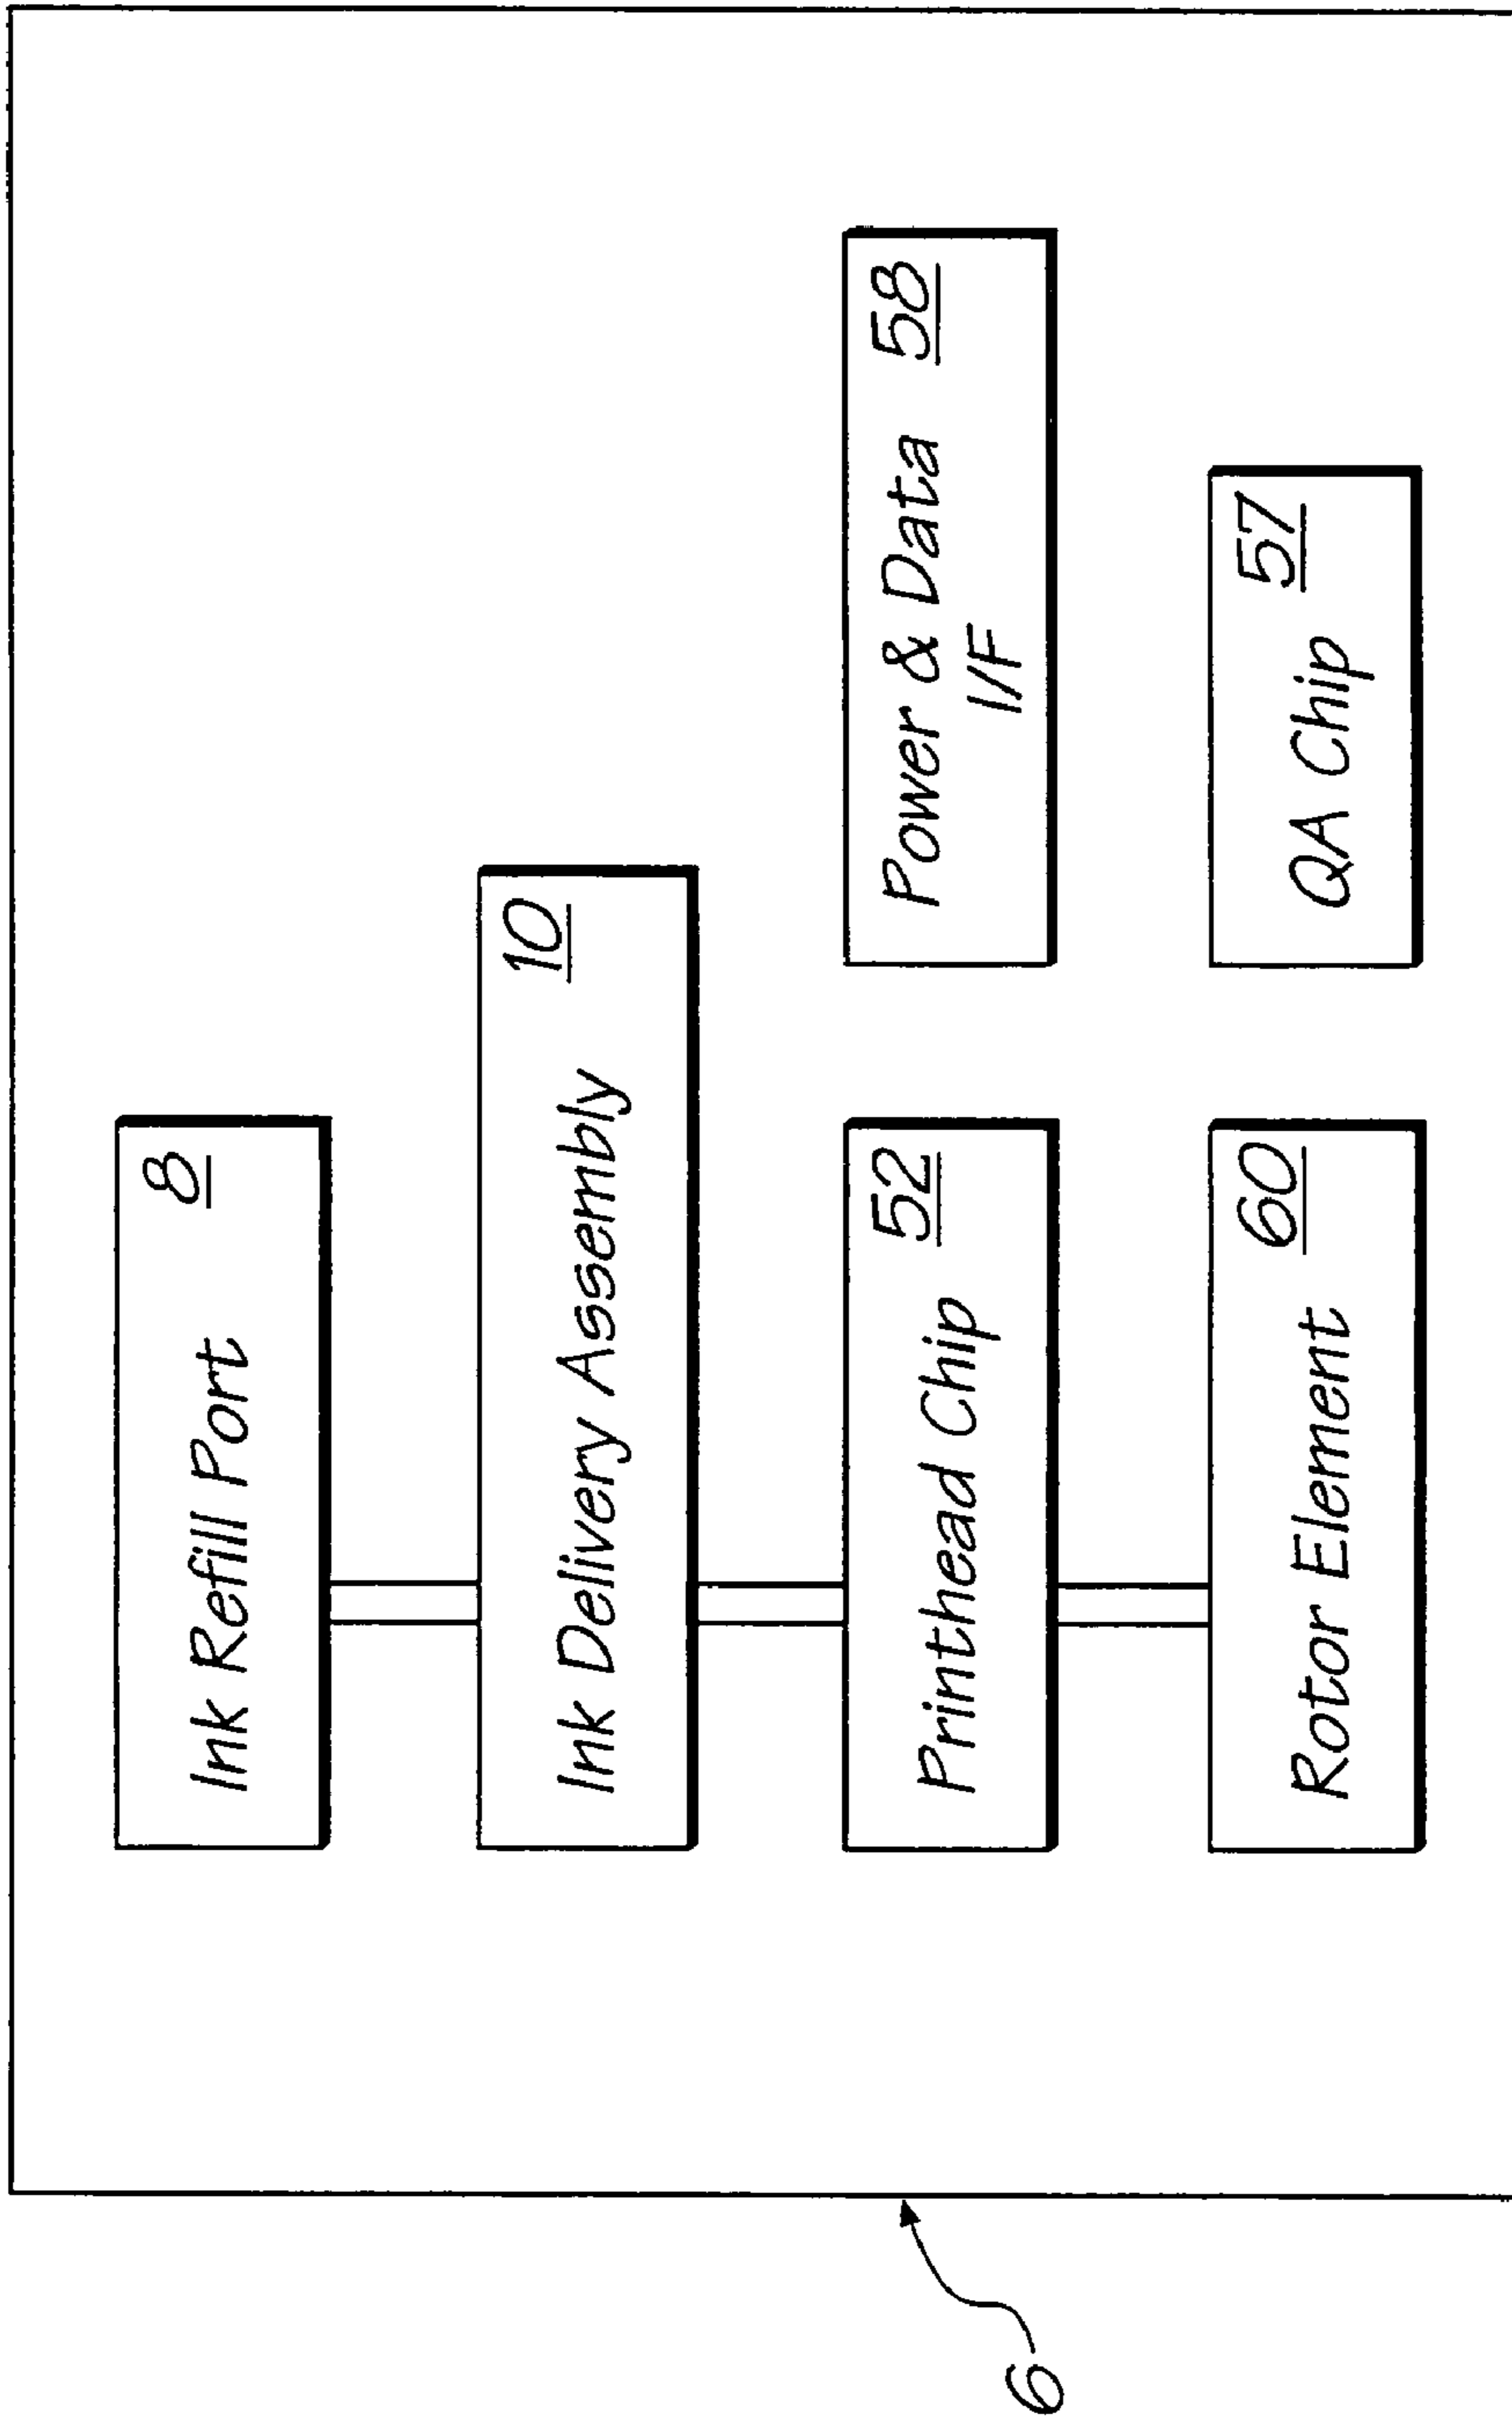 Ink Refill Port 8
Ink Delivery Assembly 10
Printhead Chip 52
Power & Data 58
I/F
Rotor Element 60
QA Chip 57
6